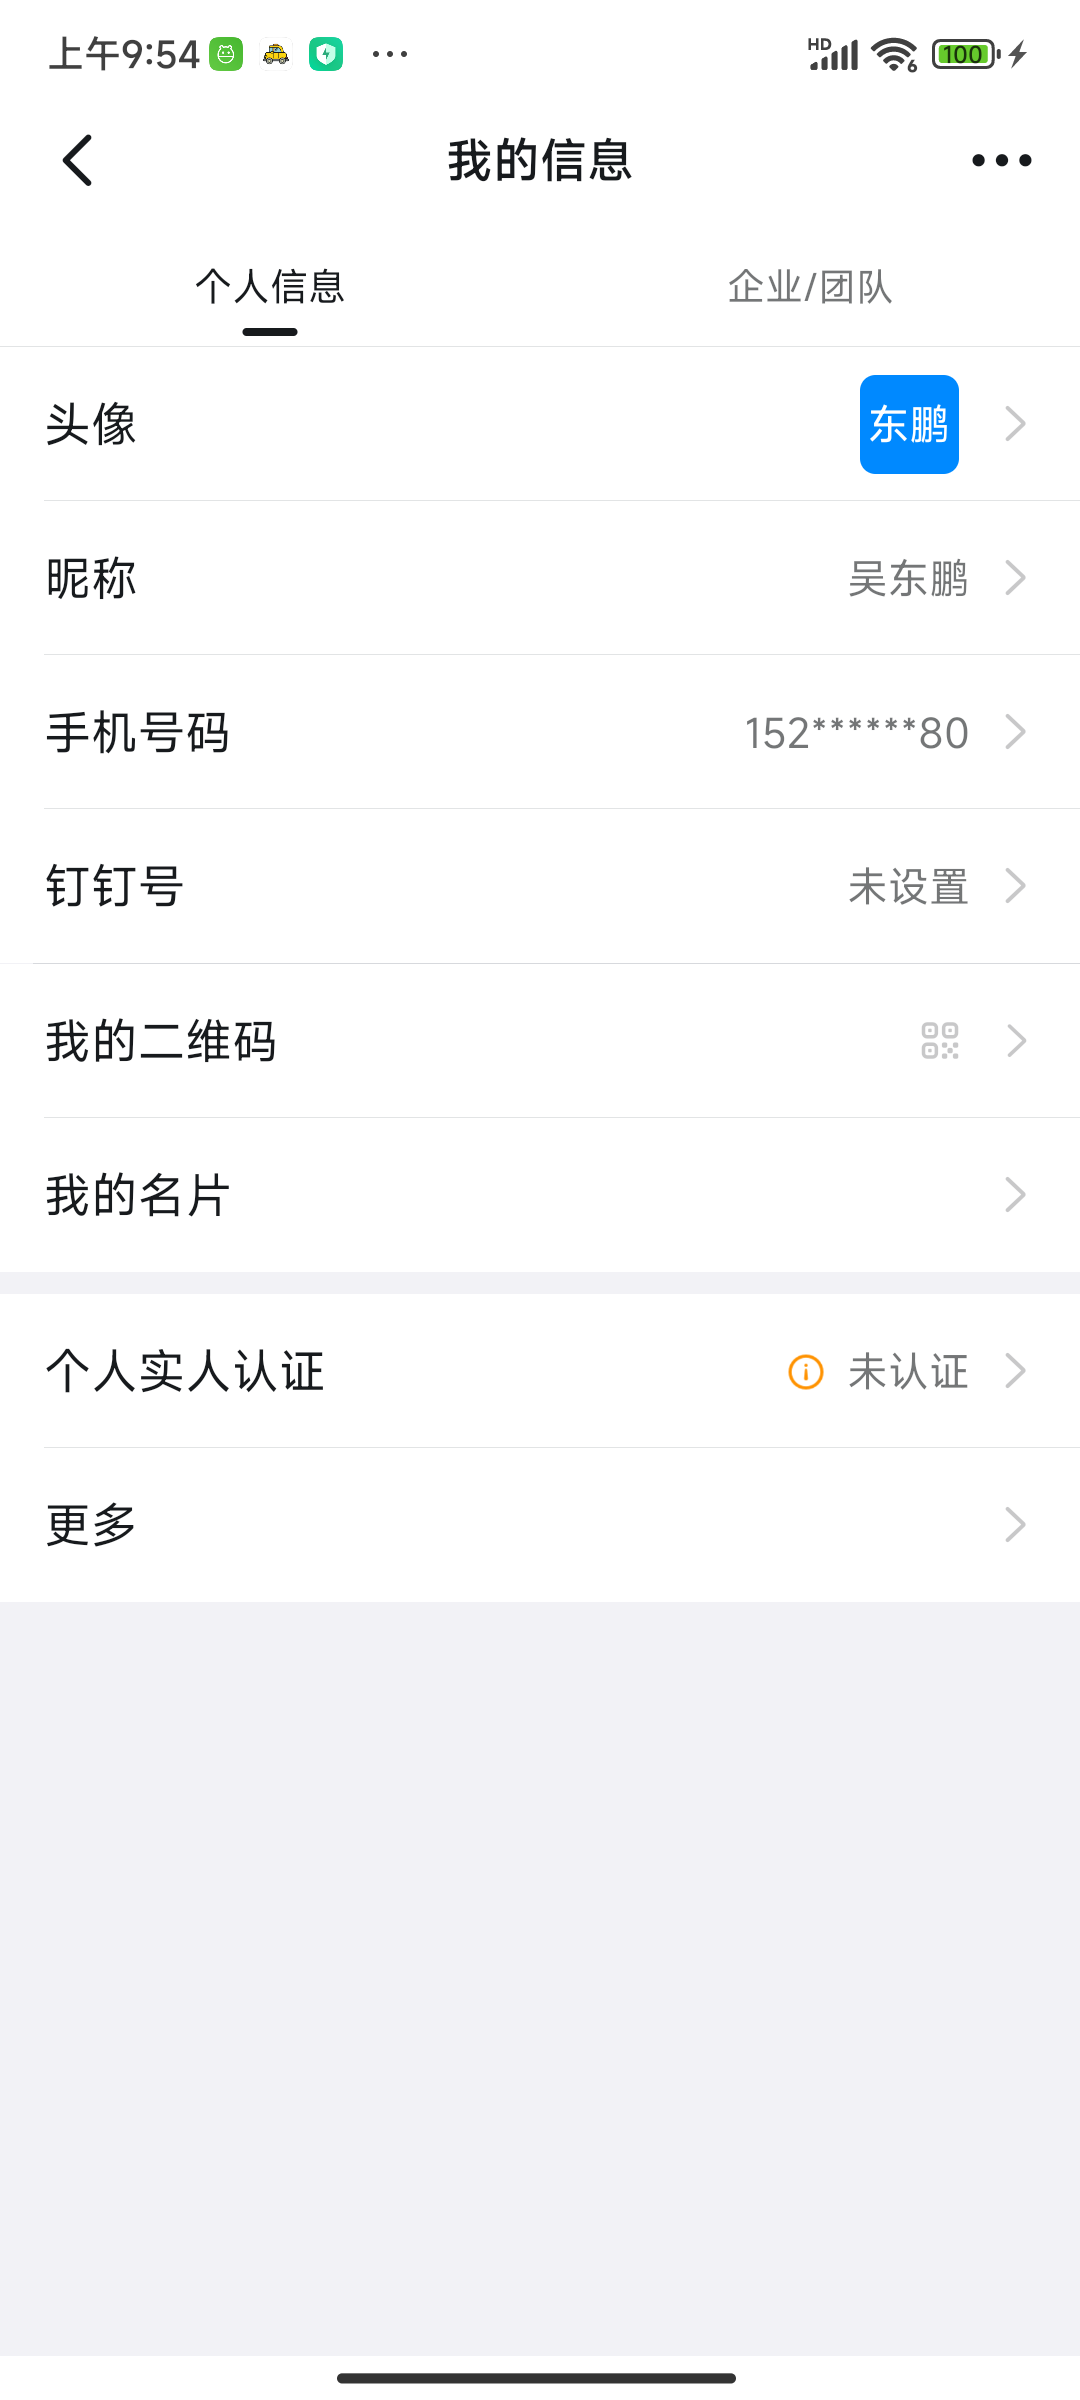 上午9:54
HD 6 100
我的信息
个人信息 企业/团队
头像 东鹏
昵称 吴东鹏
手机号码 152******80
钉钉号 未设置
我的二维码
我的名片
个人实人认证 未认证
更多